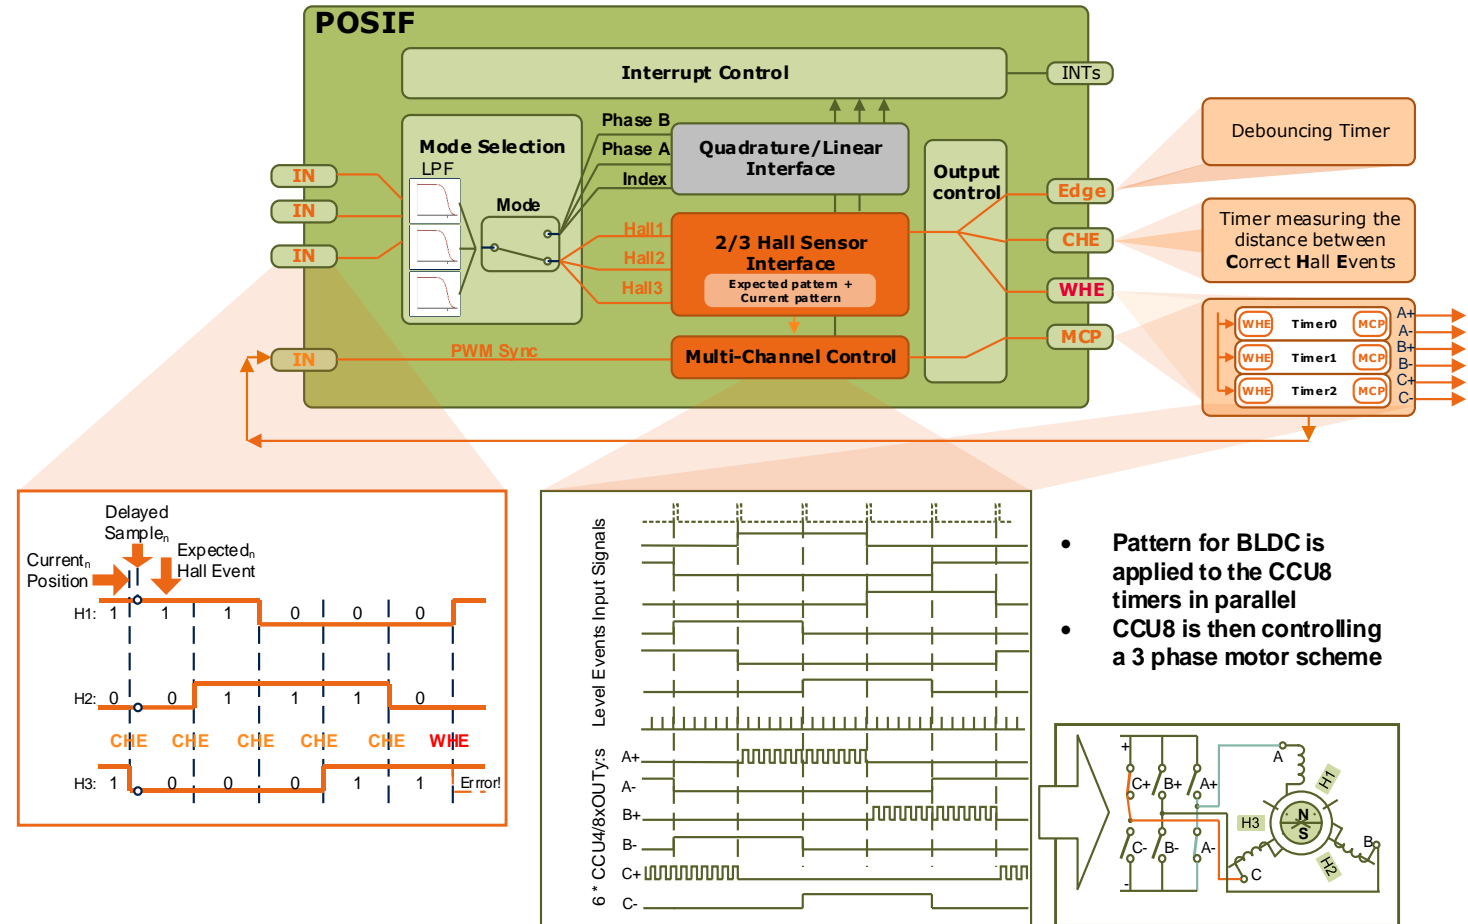 POSIF
Interrupt Control
INTs
Mode Selection
LPF
Mode
Phase B
Phase A
Index
Quadrature/Linear
Interface
Output
control
IN
IN
IN
IN
Hall1
Hall2
Hall3
2/3 Hall Sensor
Interface
Expected pattern +
Current pattern
PWM Sync
Multi-Channel Control
Edge
CHE
WHE
MCP
Debouncing Timer
Timer measuring the
distance between
Correct Hall Events
WHE Timer0 MCP
WHE Timer1 MCP
WHE Timer2 MCP
A+
A-
B+
B-
C+
C-
Delayed
Samplen
Currentn
Position
Expectedn
Hall Event
H1: 1 1 1 0 0 0
H2: 0 0 1 1 1 0
CHE CHE CHE CHE CHE WHE
H3: 1 0 0 0 1 1 Error!
Level Events Input Signals
6 * CCU4/8xOUTy:s
A+
A-
B+
B-
C+
C-
• Pattern for BLDC is
applied to the CCU8
timers in parallel
• CCU8 is then controlling
a 3 phase motor scheme
+
C+ B+ A+
C- B- A-
-
A
B
C
H1
H2
H3
N
S